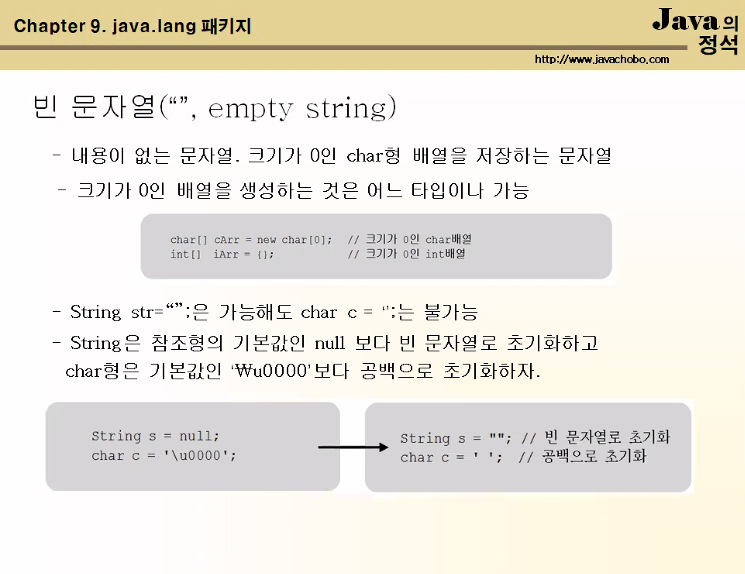 Chapter 9. java.lang 패키지
Java의
정석
http://www.javachobo.com
빈 문자열(“”, empty string)
- 내용이 없는 문자열. 크기가 0인 char형 배열을 저장하는 문자열
- 크기가 0인 배열을 생성하는 것은 어느 타입이나 가능
char[] cArr = new char[0];  // 크기가 0인 char배열
int[]  iArr = {};           // 크기가 0인 int배열
- String str=“”;은 가능해도 char c = ‘’;는 불가능
- String은 참조형의 기본값인 null 보다 빈 문자열로 초기화하고
char형은 기본값인 ‘₩u0000’보다 공백으로 초기화하자.
String s = null;
char c = '\u0000';
String s = ""; // 빈 문자열로 초기화
char c = ' ';  // 공백으로 초기화